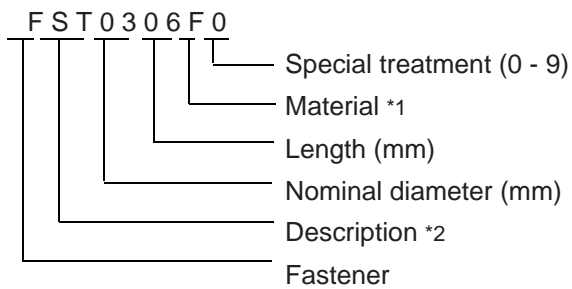 F S T 0 3 0 6 F 0
Special treatment (0 - 9)
Material *1
Length (mm)
Nominal diameter (mm)
Description *2
Fastener